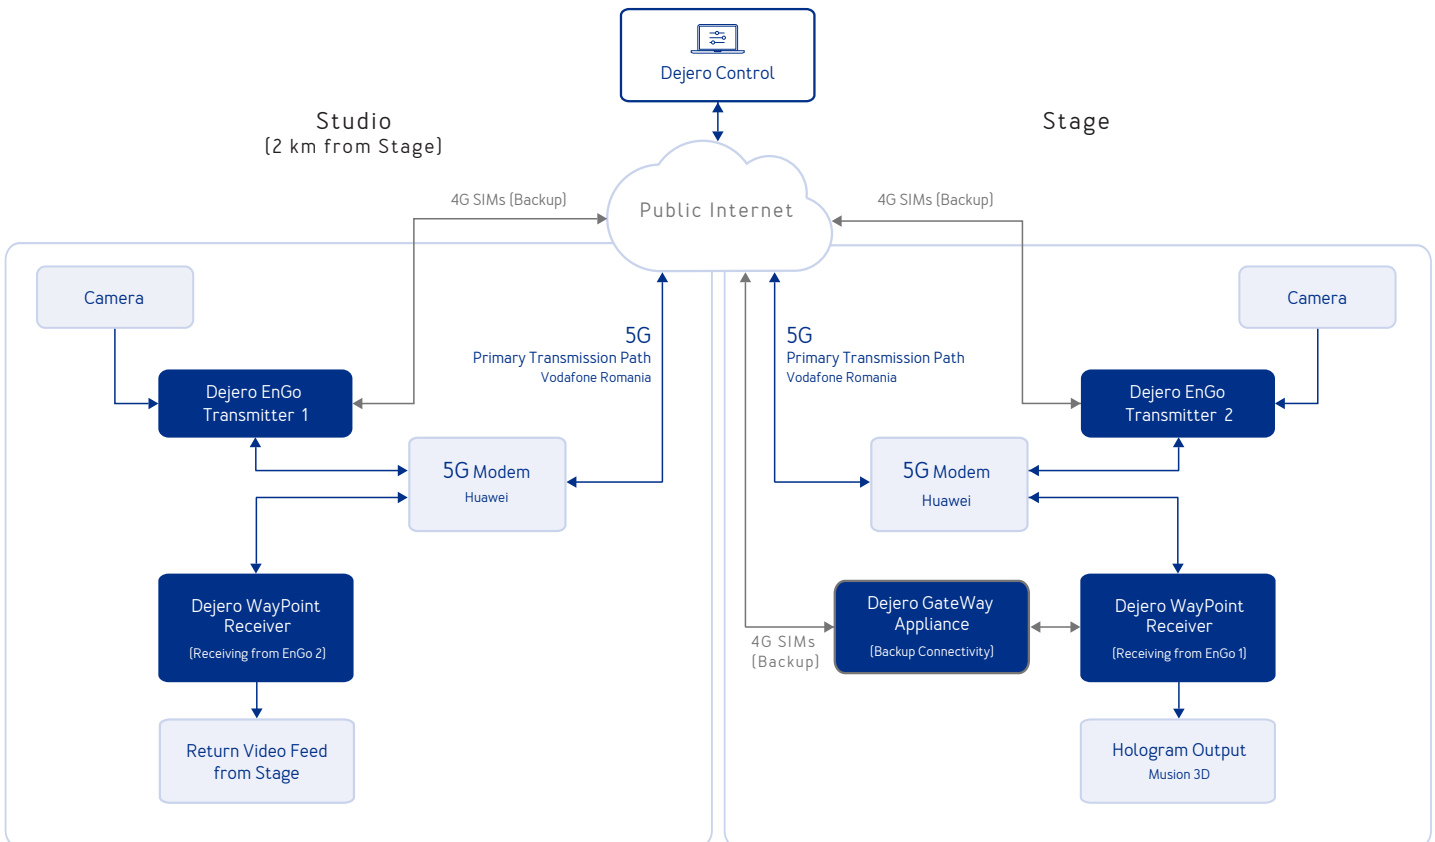 Dejero Control
Studio
(2 km from Stage)
Stage
4G SIMs (Backup)
Public Internet
4G SIMs (Backup)
Camera
Camera
5G
Primary Transmission Path
Vodafone Romania
5G
Primary Transmission Path
Vodafone Romania
Dejero EnGo
Transmitter 1
Dejero EnGo
Transmitter 2
5G Modem
Huawei
5G Modem
Huawei
Dejero WayPoint
Receiver
(Receiving from EnGo 2)
Dejero GateWay
Appliance
(Backup Connectivity)
Dejero WayPoint
Receiver
(Receiving from EnGo 1)
4G SIMs
(Backup)
Return Video Feed
from Stage
Hologram Output
Musion 3D